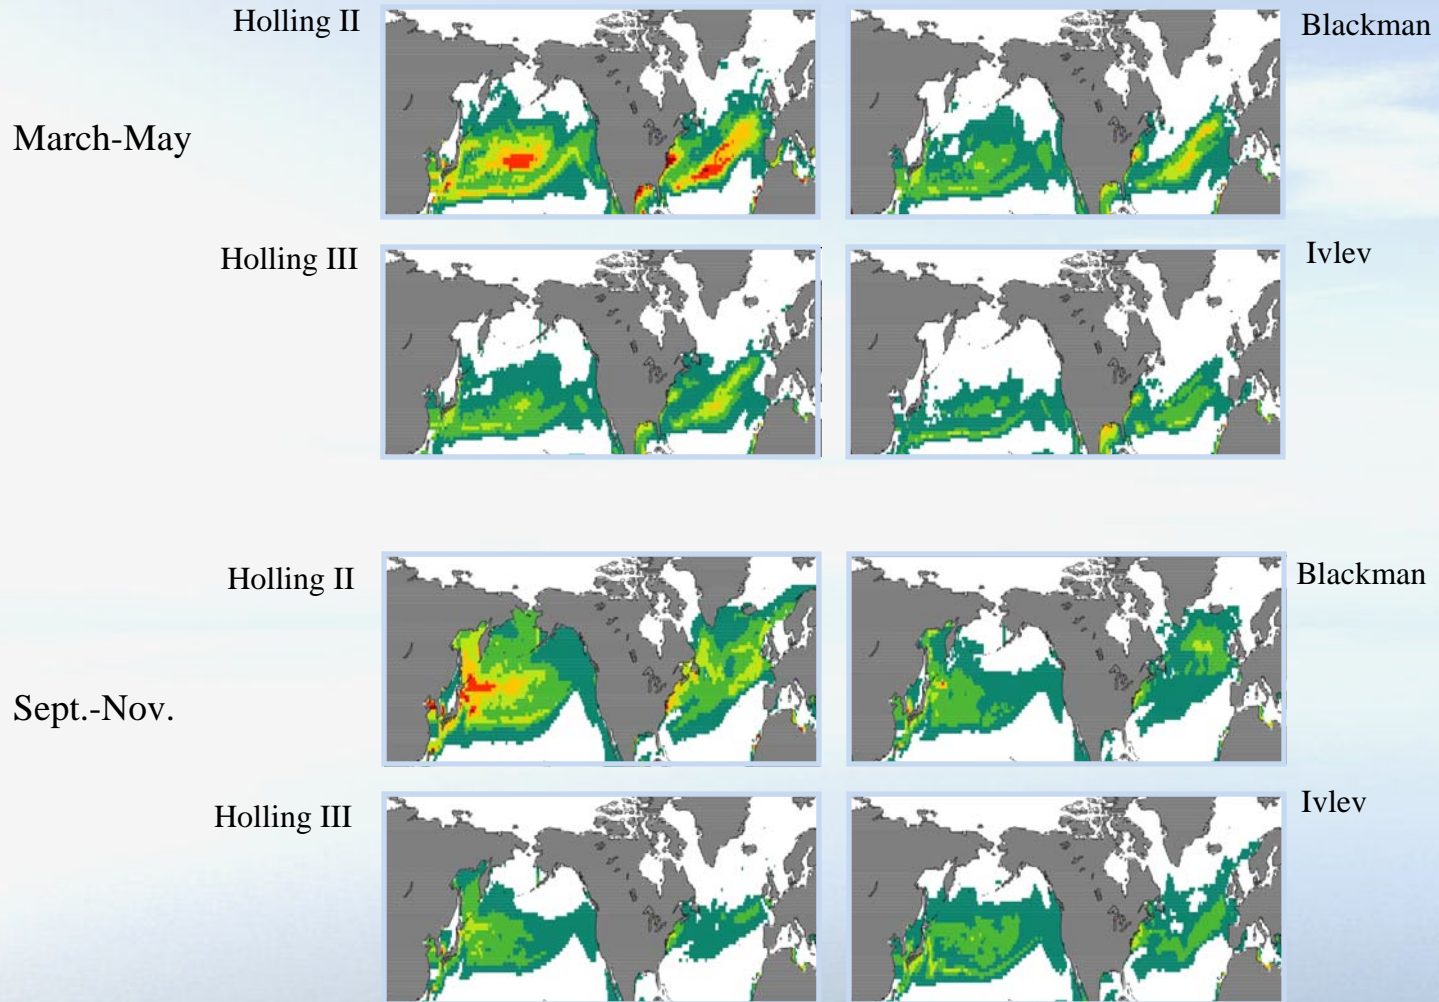 Holling II
Blackman
March-May
Holling III
Ivlev
Holling II
Blackman
Sept.-Nov.
Holling III
Ivlev